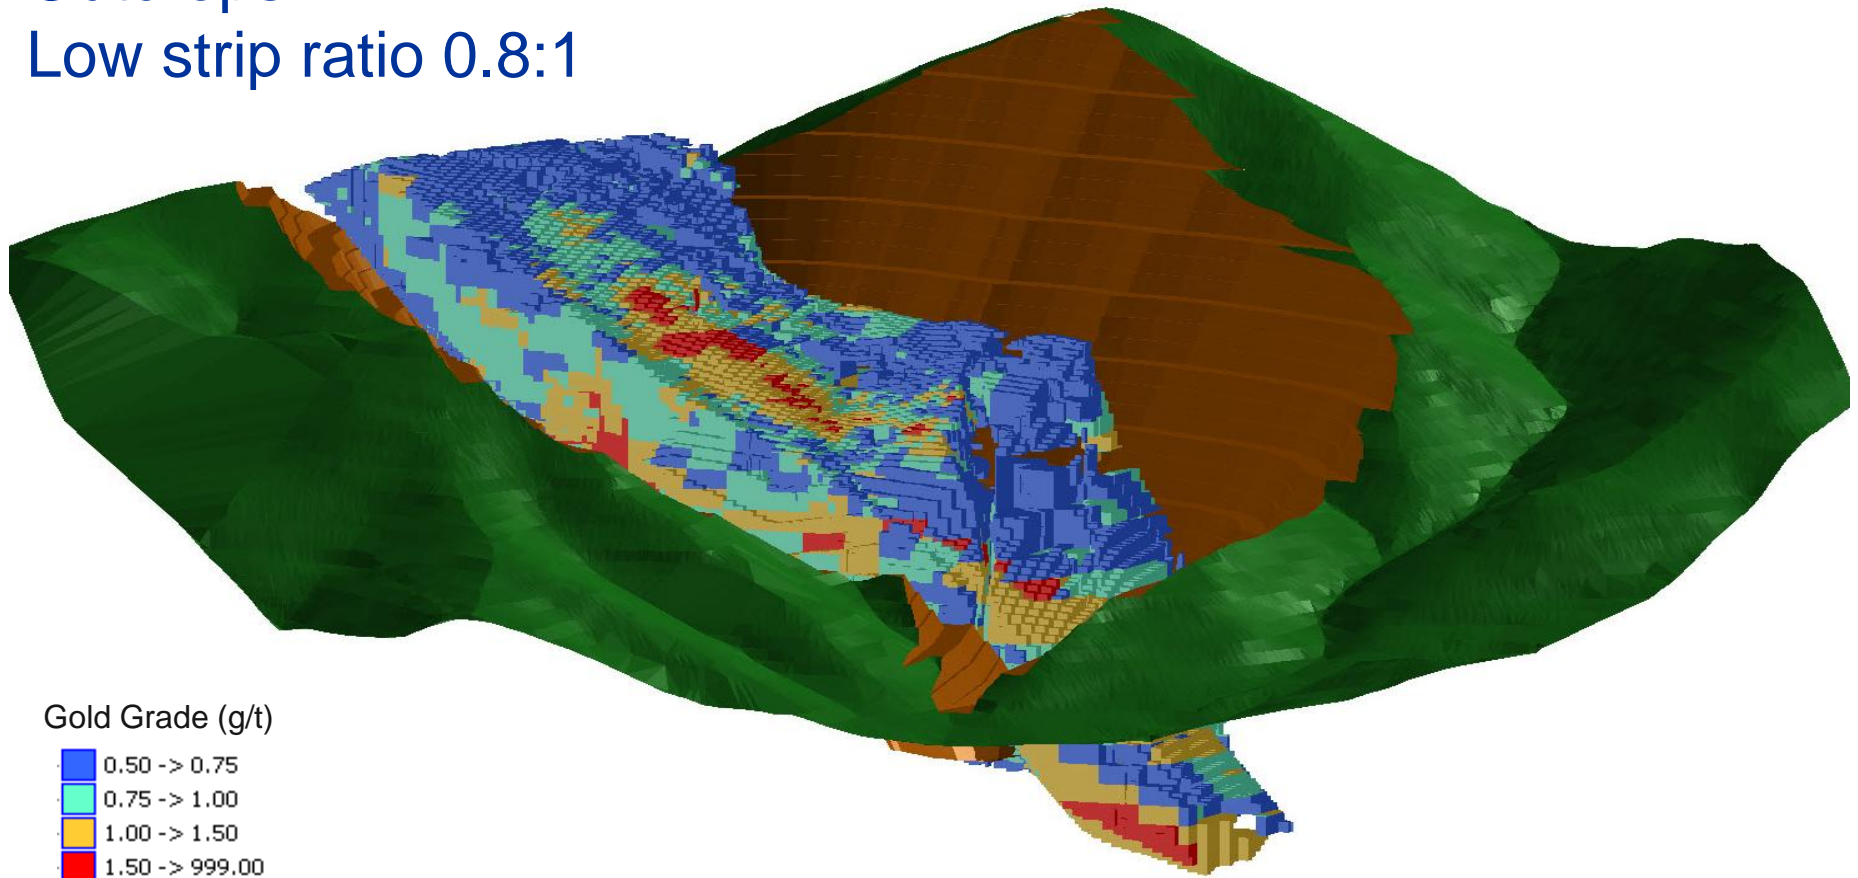 Low strip ratio 0.8:1
Gold Grade (g/t)
0.50 -> 0.75
0.75 -> 1.00
1.00 -> 1.50
1.50 -> 999.00